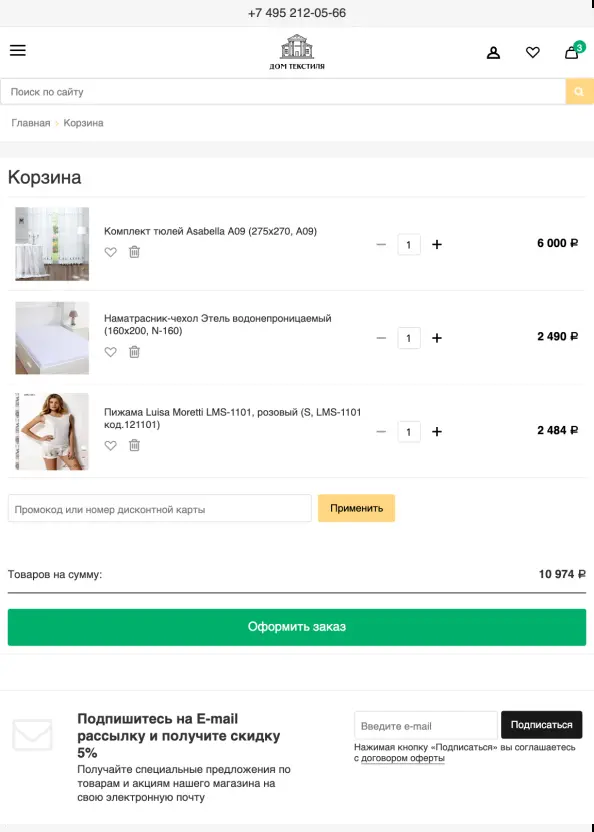 +7 495 212-05-66
ДОМ ТЕКСТИЛЯ
3
Поиск по сайту
Главная › Корзина
Корзина
Комплект тюлей Asabella A09 (275x270, A09)
1
6 000 ₽
Наматрасник-чехол Этель водонепроницаемый
(160x200, N-160)
1
2 490 ₽
Пижама Luisa Moretti LMS-1101, розовый (S, LMS-1101
код.121101)
1
2 484 ₽
Промокод или номер дисконтной карты
Применить
Товаров на сумму:
10 974 ₽
Оформить заказ
Подпишитесь на E-mail
рассылку и получите скидку
5%
Получайте специальные предложения по
товарам и акциям нашего магазина на
свою электронную почту
Введите e-mail
Подписаться
Нажимая кнопку «Подписаться» вы соглашаетесь
с договором оферты